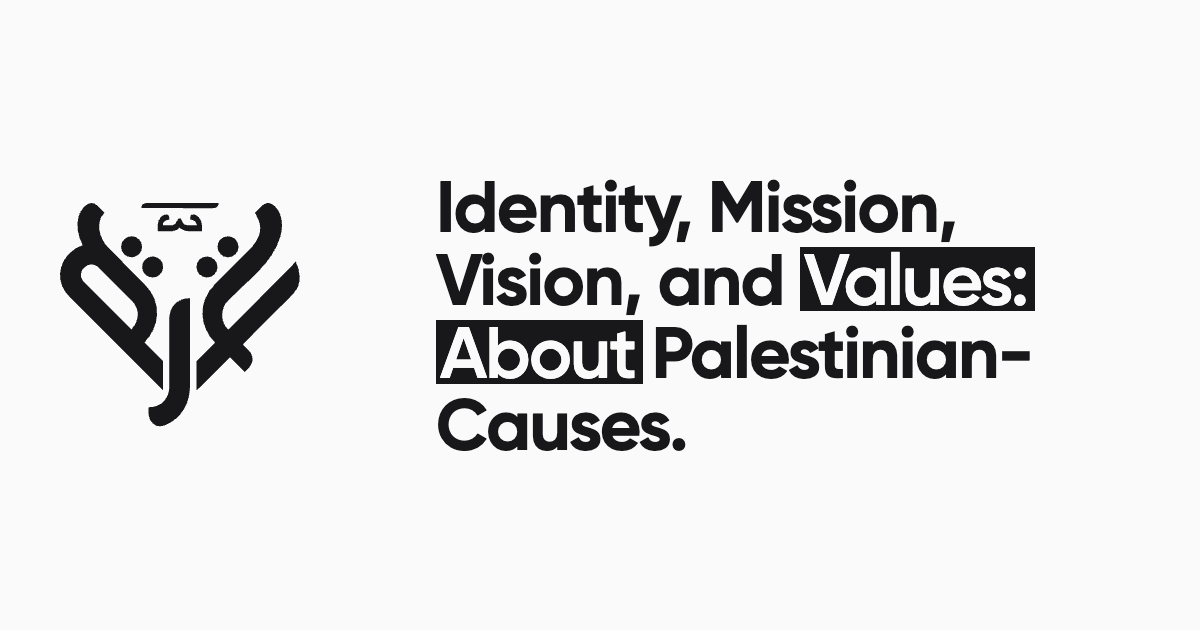 Identity, Mission,
Vision, and Values:
About Palestinian-
Causes.